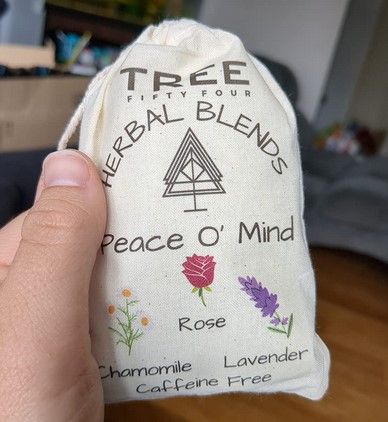 TREE
FIFTY FOUR
HERBAL BLENDS
Peace O' Mind
Rose
Chamomile Lavender
Caffeine Free